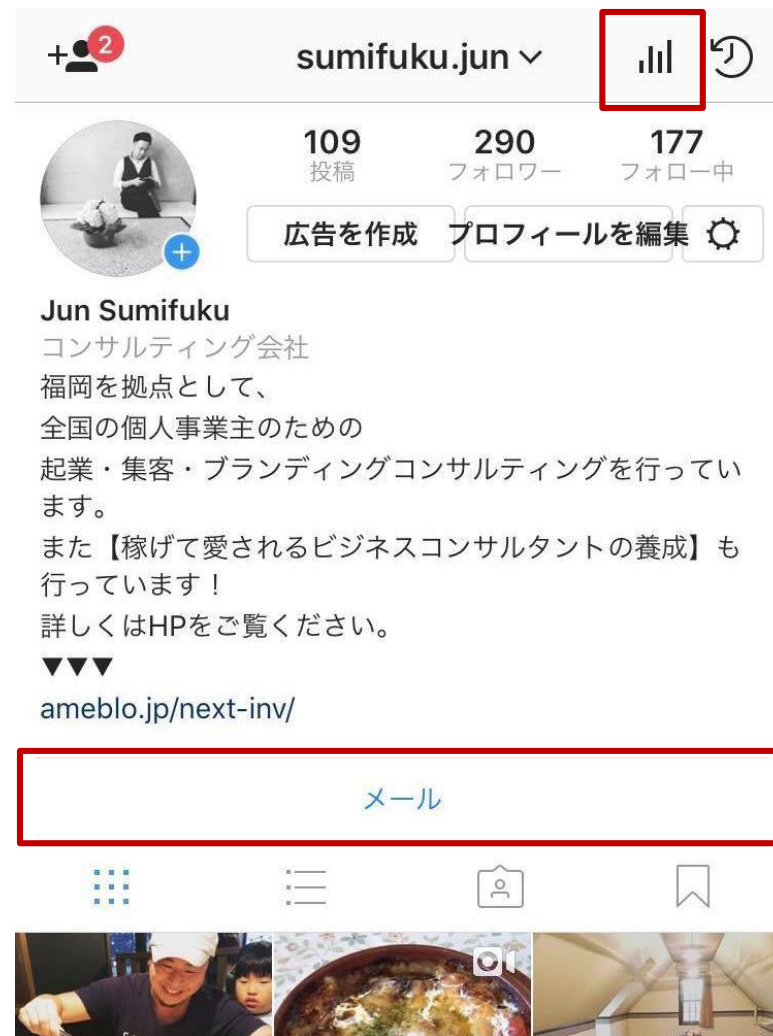 2
sumifuku.jun
109 290 177
投稿 フォロワー フォロー中
広告を作成 プロフィールを編集
Jun Sumifuku
コンサルティング会社
福岡を拠点として、
全国の個人事業主のための
起業・集客・ブランディングコンサルティングを行ってい
ます。
また【稼げて愛されるビジネスコンサルタントの養成】も
行っています！
詳しくはHPをご覧ください。
▼▼▼
ameblo.jp/next-inv/
メール